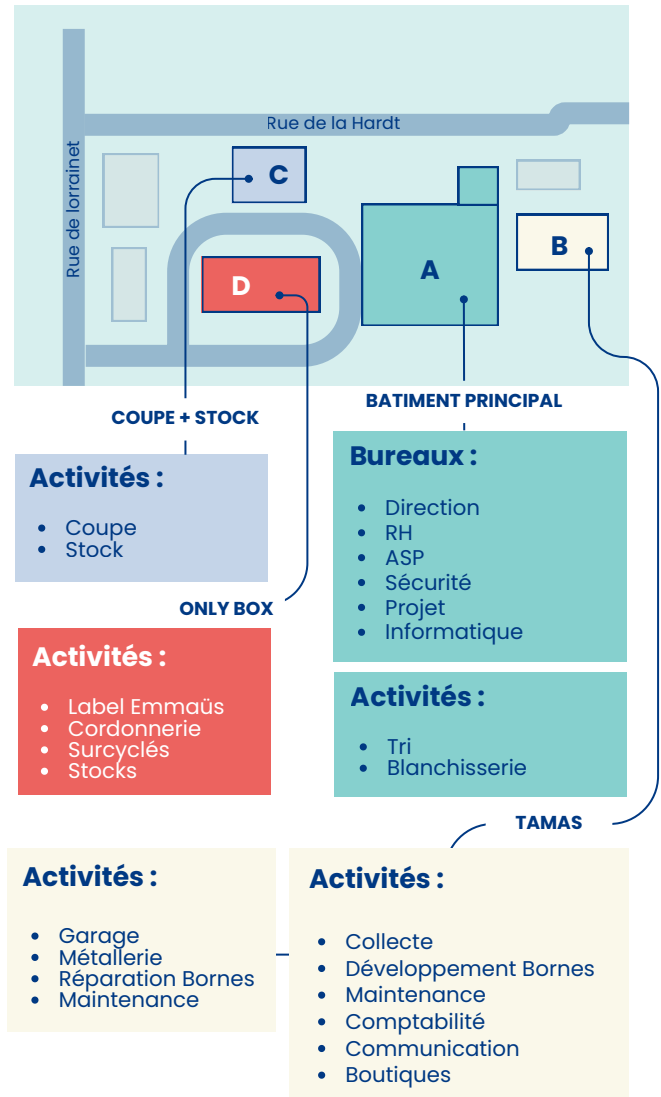 Rue de la Hardt
Rue de lorrainet
C
B
A
D
BATIMENT PRINCIPAL
COUPE + STOCK
Activités :
Coupe
Stock
Bureaux :
Direction
RH
ASP
Sécurité
Projet
Informatique
ONLY BOX
Activités :
Label Emmaüs
Cordonnerie
Surcyclés
Stocks
Activités :
Tri
Blanchisserie
TAMAS
Activités :
Garage
Métallerie
Réparation Bornes
Maintenance
Activités :
Collecte
Développement Bornes
Maintenance
Comptabilité
Communication
Boutiques